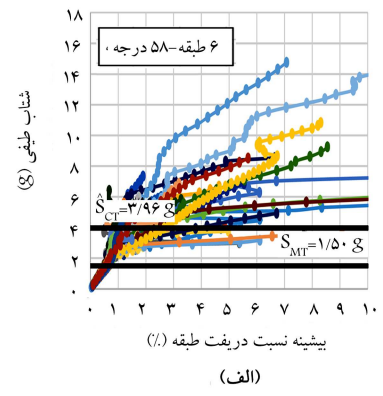 ۶ طبقه-۵۸ درجه ،
شتاب طیفی (g)
۱۸
۱۶
۱۴
۱۲
۱۰
۸
۶
۴
۲
۰
Ŝ_CT=۳/۹۶ g
S_MT=۱/۵۰ g
۰ ۱ ۲ ۳ ۴ ۵ ۶ ۷ ۸ ۹ ۱۰
بیشینه نسبت دریفت طبقه (٪)
(الف)